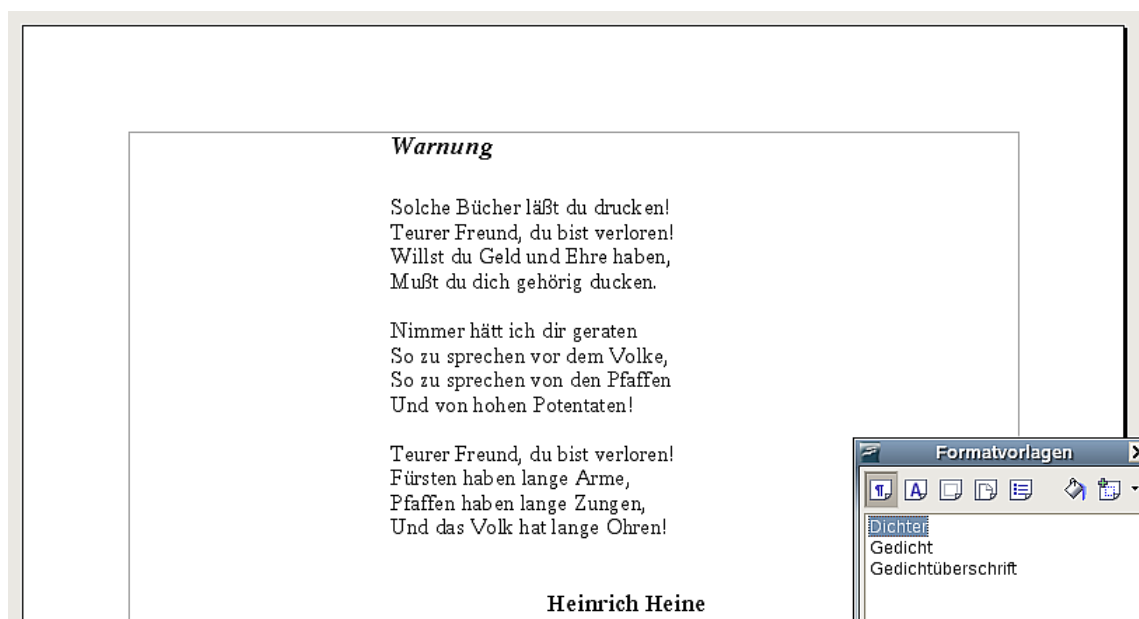 Warnung
Solche Bücher läßt du drucken!
Teurer Freund, du bist verloren!
Willst du Geld und Ehre haben,
Mußt du dich gehörig ducken.
Nimmer hätt ich dir geraten
So zu sprechen vor dem Volke,
So zu sprechen von den Pfaffen
Und von hohen Potentaten!
Teurer Freund, du bist verloren!
Fürsten haben lange Arme,
Pfaffen haben lange Zungen,
Und das Volk hat lange Ohren!
Heinrich Heine
Formatvorlagen
Dichter
Gedicht
Gedichtüberschrift